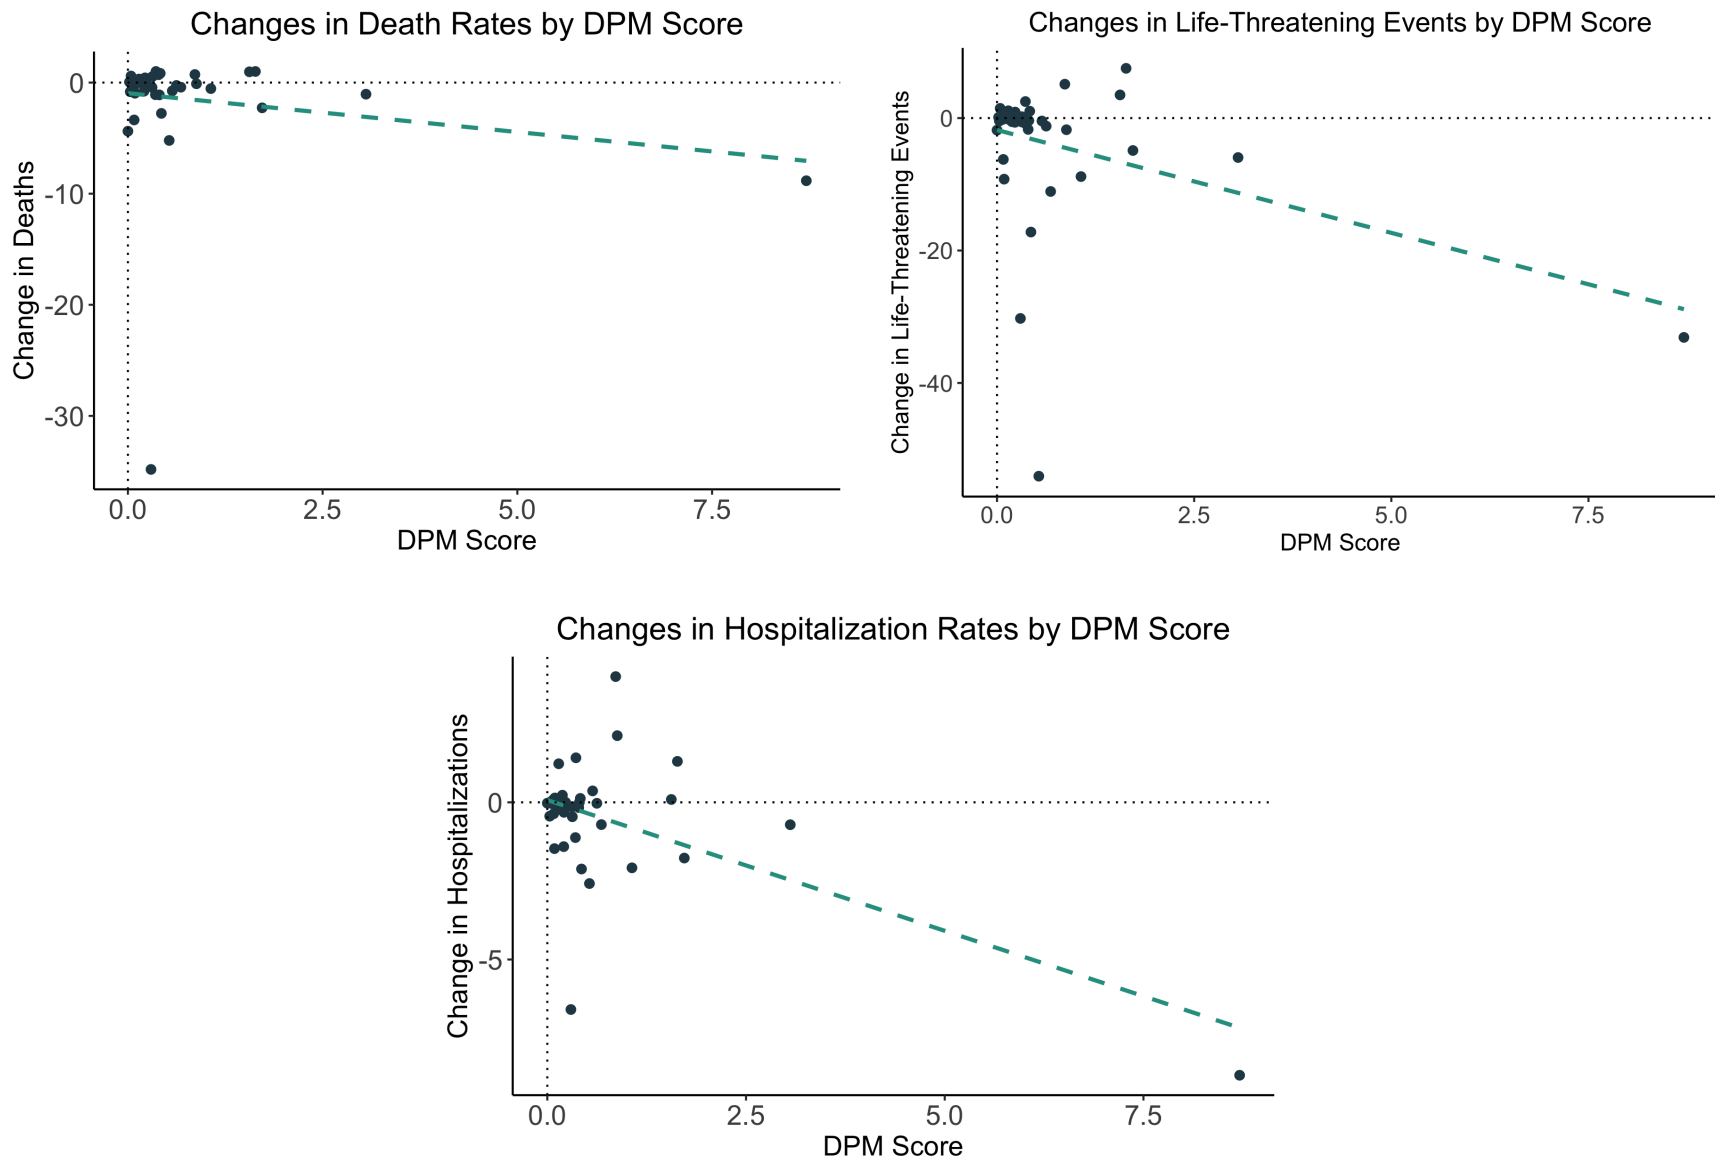 Changes in Death Rates by DPM Score
Change in Deaths
0
-10
-20
-30
0.0 2.5 5.0 7.5
DPM Score
Changes in Life-Threatening Events by DPM Score
Change in Life-Threatening Events
0
-20
-40
0.0 2.5 5.0 7.5
DPM Score
Changes in Hospitalization Rates by DPM Score
Change in Hospitalizations
0
-5
0.0 2.5 5.0 7.5
DPM Score